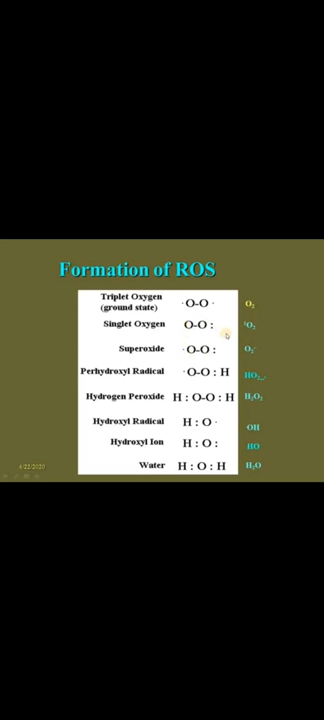 Formation of ROS
Triplet Oxygen
(ground state) ·O-O· O₂
Singlet Oxygen O-O: ¹O₂
Superoxide ·O-O: O₂⁻
Perhydroxyl Radical ·O-O:H HO₂.
Hydrogen Peroxide H:O-O:H H₂O₂
Hydroxyl Radical H:O· ·OH
Hydroxyl Ion H:O: HO
Water H:O:H H₂O
4/22/2020